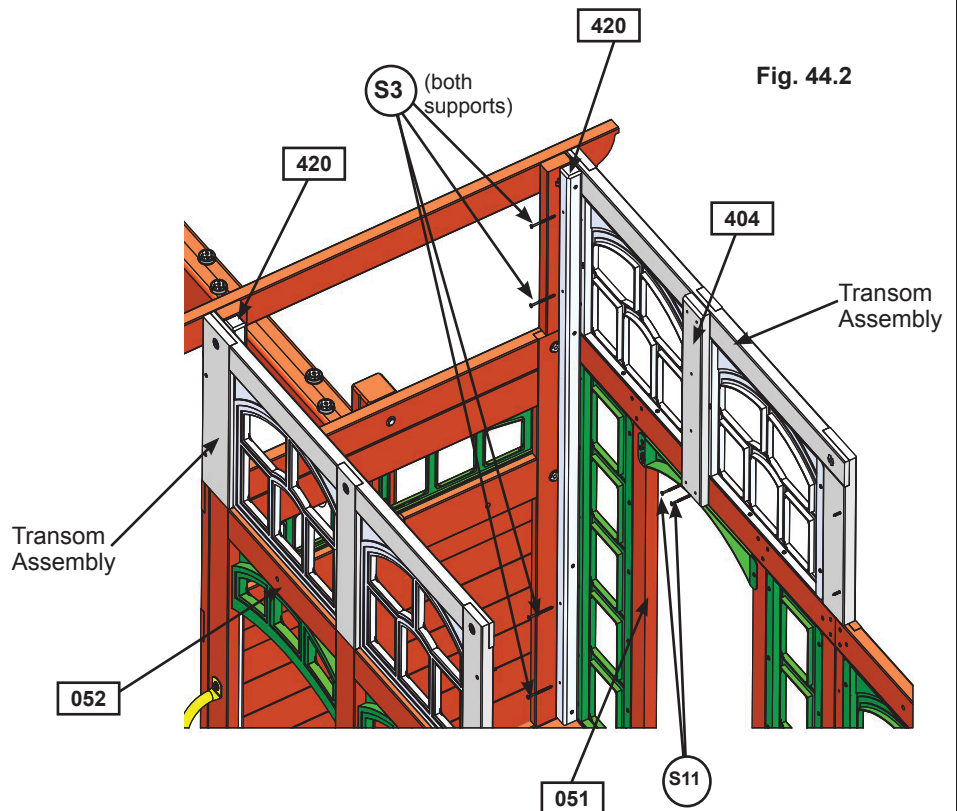 420
Fig. 44.2
S3 (both
supports)
420
404
Transom
Assembly
Transom
Assembly
052
S11
051